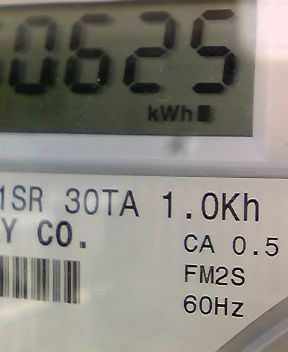 0625
kWh
1SR 30TA 1.0Kh
Y CO.
CA 0.5
FM2S
60Hz